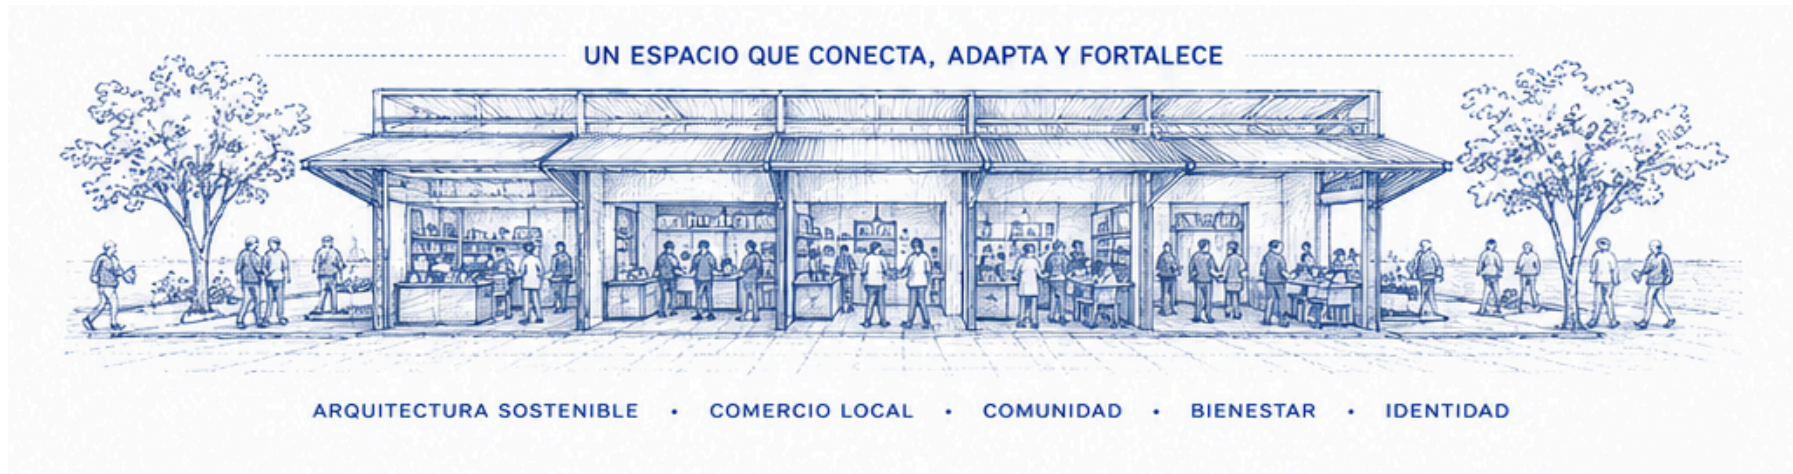 UN ESPACIO QUE CONECTA, ADAPTA Y FORTALECE
ARQUITECTURA SOSTENIBLE • COMERCIO LOCAL • COMUNIDAD • BIENESTAR • IDENTIDAD